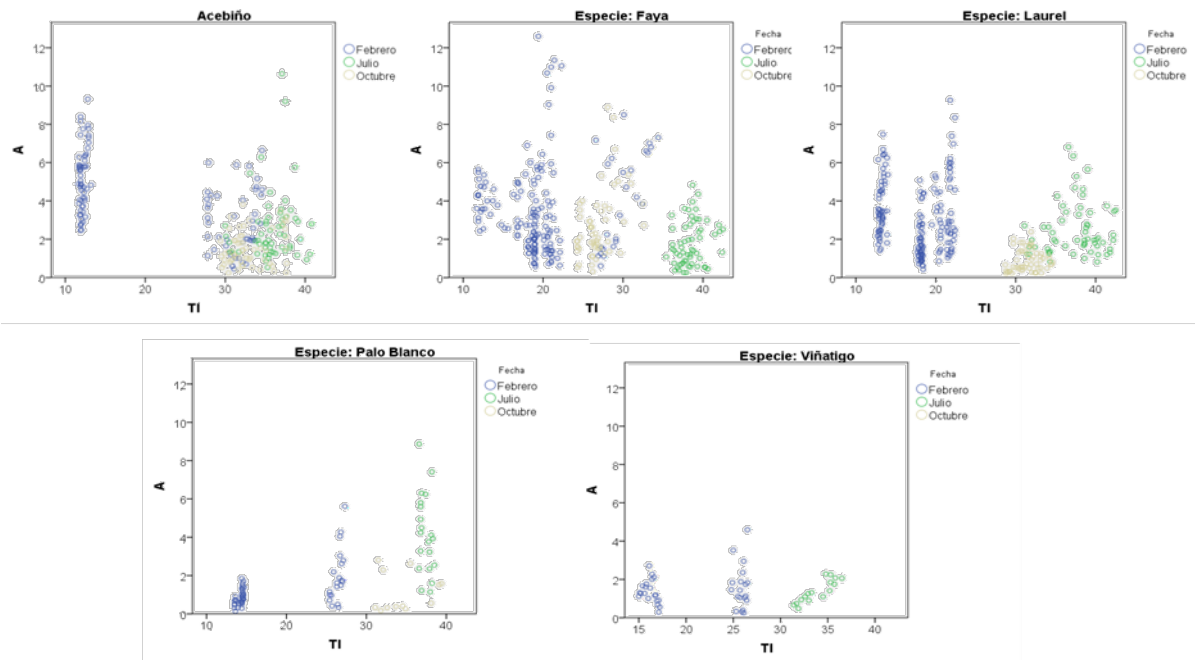 Acebiño
Febrero
Julio
Octubre
12
10
8
6
4
2
0
A
10 20 30 40
TI
Especie: Faya
Fecha
Febrero
Julio
Octubre
12
10
8
6
4
2
0
A
10 20 30 40
TI
Especie: Laurel
Fecha
Febrero
Julio
Octubre
12
10
8
6
4
2
0
A
10 20 30 40
TI
Especie: Palo Blanco
Fecha
Febrero
Julio
Octubre
12
10
8
6
4
2
0
A
10 20 30 40
TI
Especie: Viñatigo
Fecha
Febrero
Julio
Octubre
12
10
8
6
4
2
0
A
15 20 25 30 35 40
TI